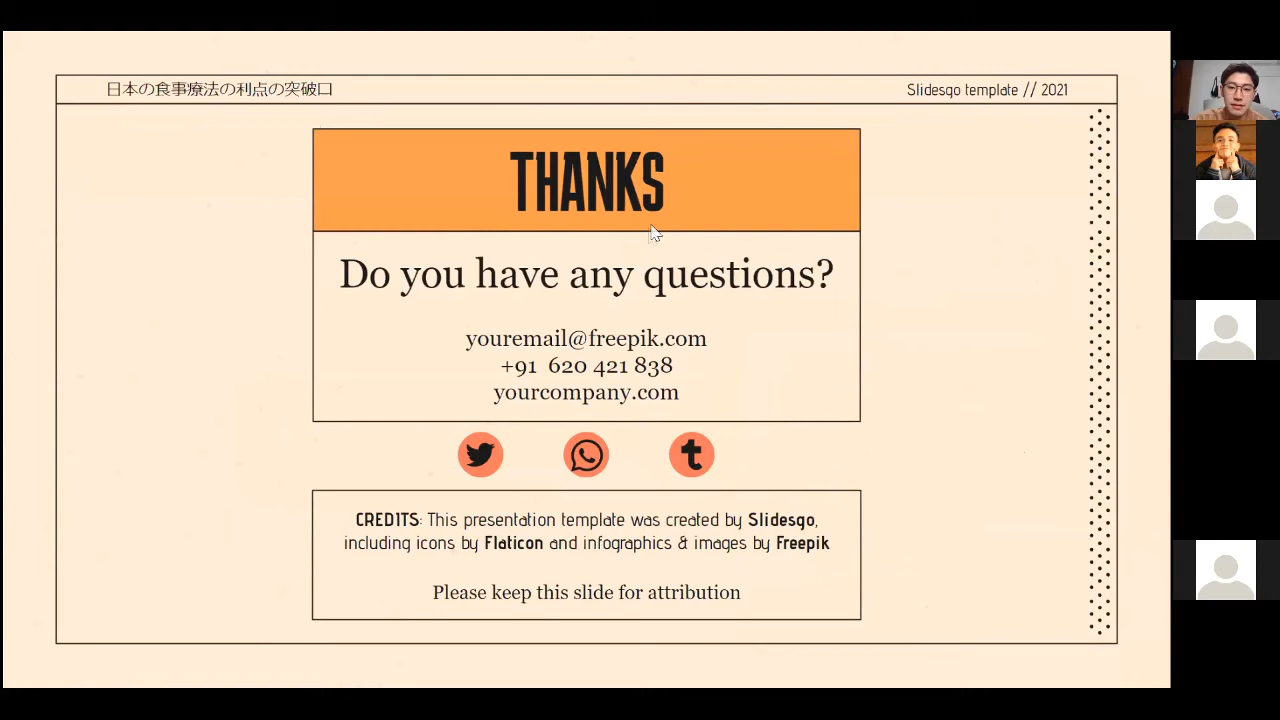 日本の食事療法の利点の突破口
Slidesgo template // 2021
THANKS
Do you have any questions?
youremail@freepik.com
+91 620 421 838
yourcompany.com
CREDITS: This presentation template was created by Slidesgo,
including icons by Flaticon and infographics & images by Freepik
Please keep this slide for attribution